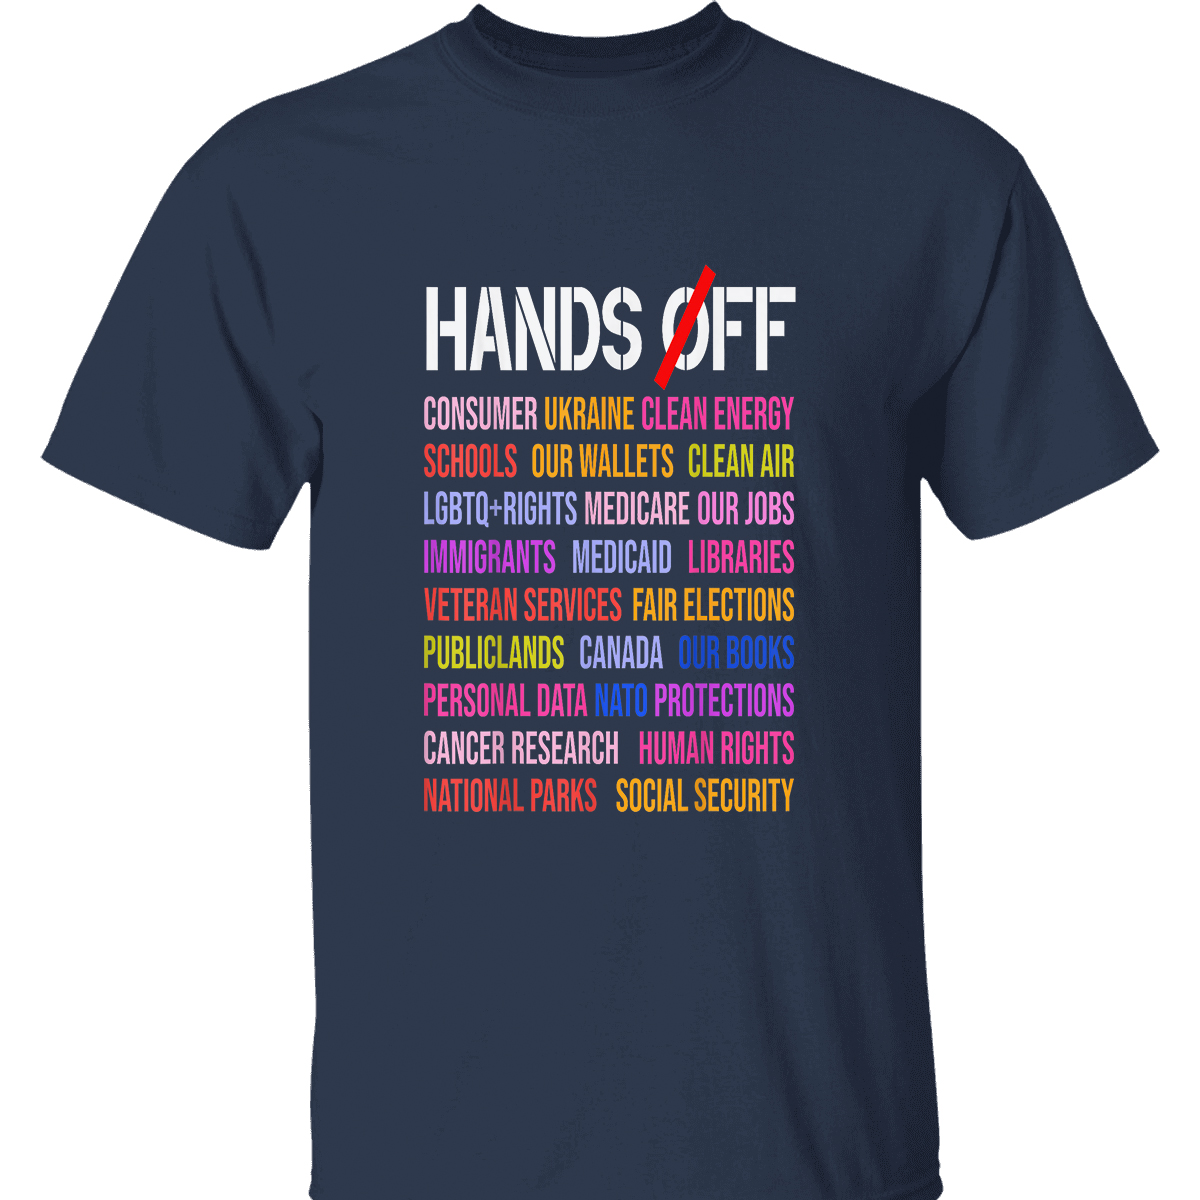 HANDS OFF
CONSUMER UKRAINE CLEAN ENERGY
SCHOOLS OUR WALLETS CLEAN AIR
LGBTQ+RIGHTS MEDICARE OUR JOBS
IMMIGRANTS MEDICAID LIBRARIES
VETERAN SERVICES FAIR ELECTIONS
PUBLICLANDS CANADA OUR BOOKS
PERSONAL DATA NATO PROTECTIONS
CANCER RESEARCH HUMAN RIGHTS
NATIONAL PARKS SOCIAL SECURITY